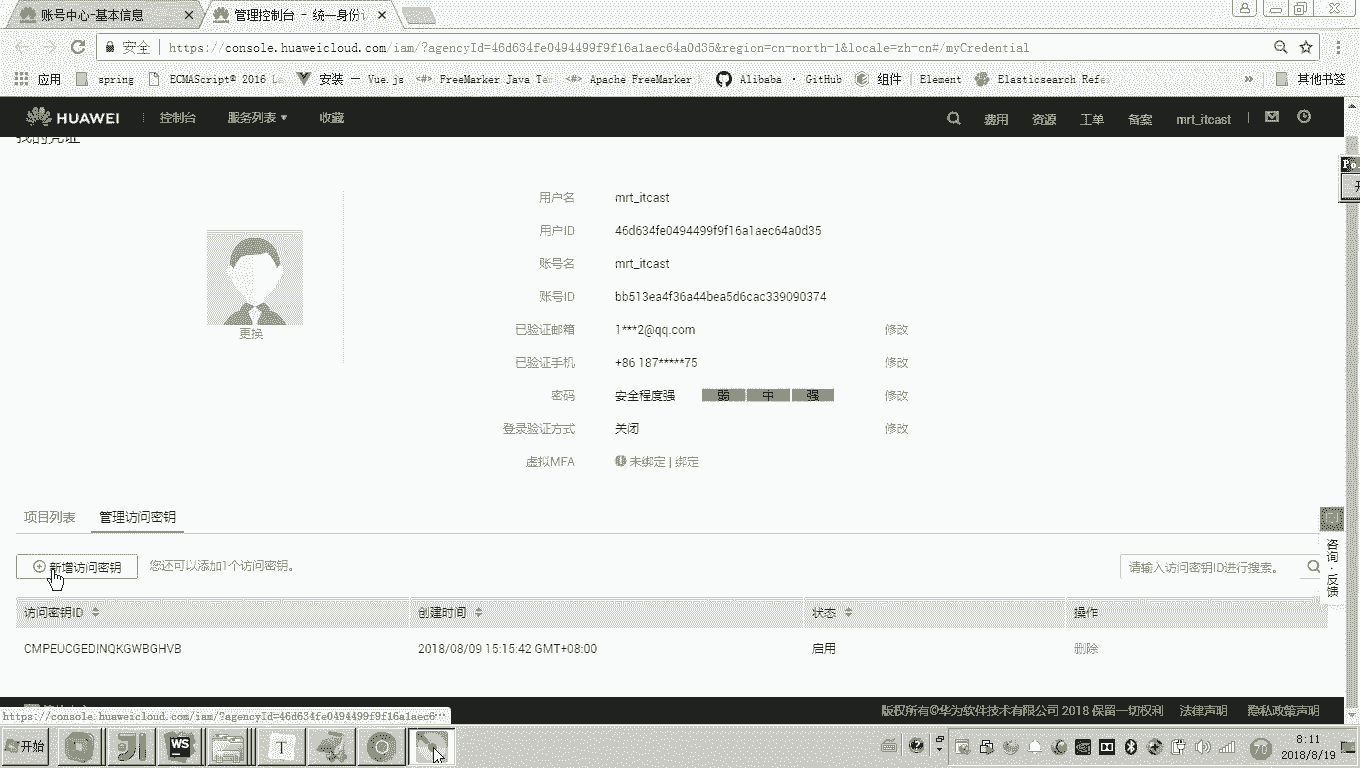 账号中心-基本信息
管理控制台 - 统一身份
安全
https://console.huaweicloud.com/iam/?agencyId=46d634fe0494499f9f16a1aec64a0d35&region=cn-north-1&locale=zh-cn#/myCredential
应用 spring ECMAScript® 2016 安装 — Vue.js FreeMarker Java Te Apache FreeMarker Alibaba · GitHub 组件 | Element Elasticsearch Refe » 其他书签
HUAWEI 控制台 服务列表 收藏 费用 资源 工单 备案 mrt_itcast
我的凭证
用户名 mrt_itcast
用户ID 46d634fe0494499f9f16a1aec64a0d35
账号名 mrt_itcast
账号ID bb513ea4f36a44bea5d6cac339090374
已验证邮箱 1***2@qq.com 修改
更换
已验证手机 +86 187*****75 修改
密码 安全程度强 弱 中 强 修改
登录验证方式 关闭 修改
虚拟MFA 未绑定 | 绑定
项目列表 管理访问密钥
新增访问密钥 您还可以添加1个访问密钥。 请输入访问密钥ID进行搜索。
咨询·反馈
访问密钥ID 创建时间 状态 操作
CMPEUCGEDINQKGWBGHVB 2018/08/09 15:15:42 GMT+08:00 启用 删除
版权所有©华为软件技术有限公司 2018 保留一切权利 法律声明 隐私政策声明
https://console.huaweicloud.com/iam/?agencyId=46d634fe0494499f9f16a1aec6…
开始 WS T 8:11
2018/8/19